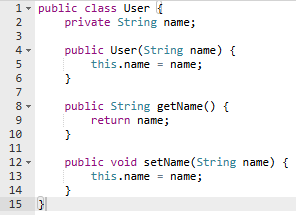 1 public class User {
2     private String name;
3
4     public User(String name) {
5         this.name = name;
6     }
7
8     public String getName() {
9         return name;
10     }
11
12     public void setName(String name) {
13         this.name = name;
14     }
15 }